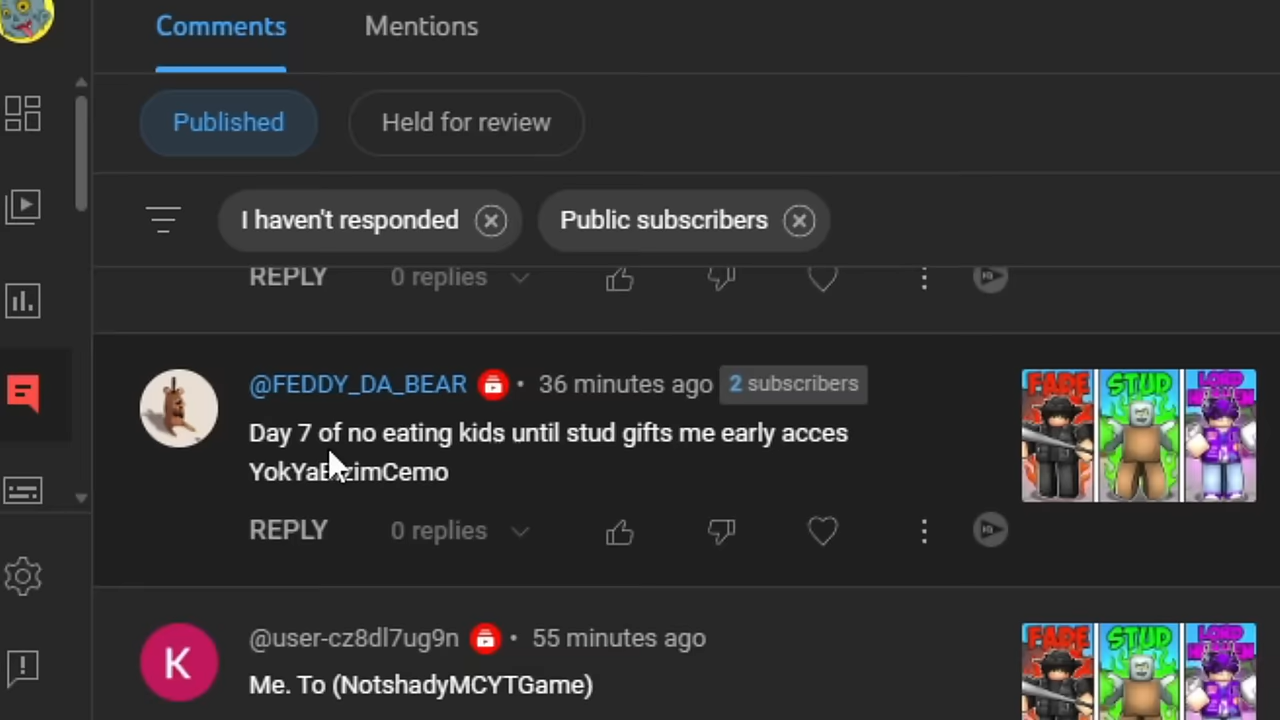 Comments
Mentions
Published
Held for review
I haven't responded
Public subscribers
REPLY
0 replies
@FEDDY_DA_BEAR • 36 minutes ago 2 subscribers
Day 7 of no eating kids until stud gifts me early acces
REPLY
0 replies
FADE STUD LORD
K
@user-cz8dl7ug9n • 55 minutes ago
Me. To (NotshadyMCYTGame)
STUD